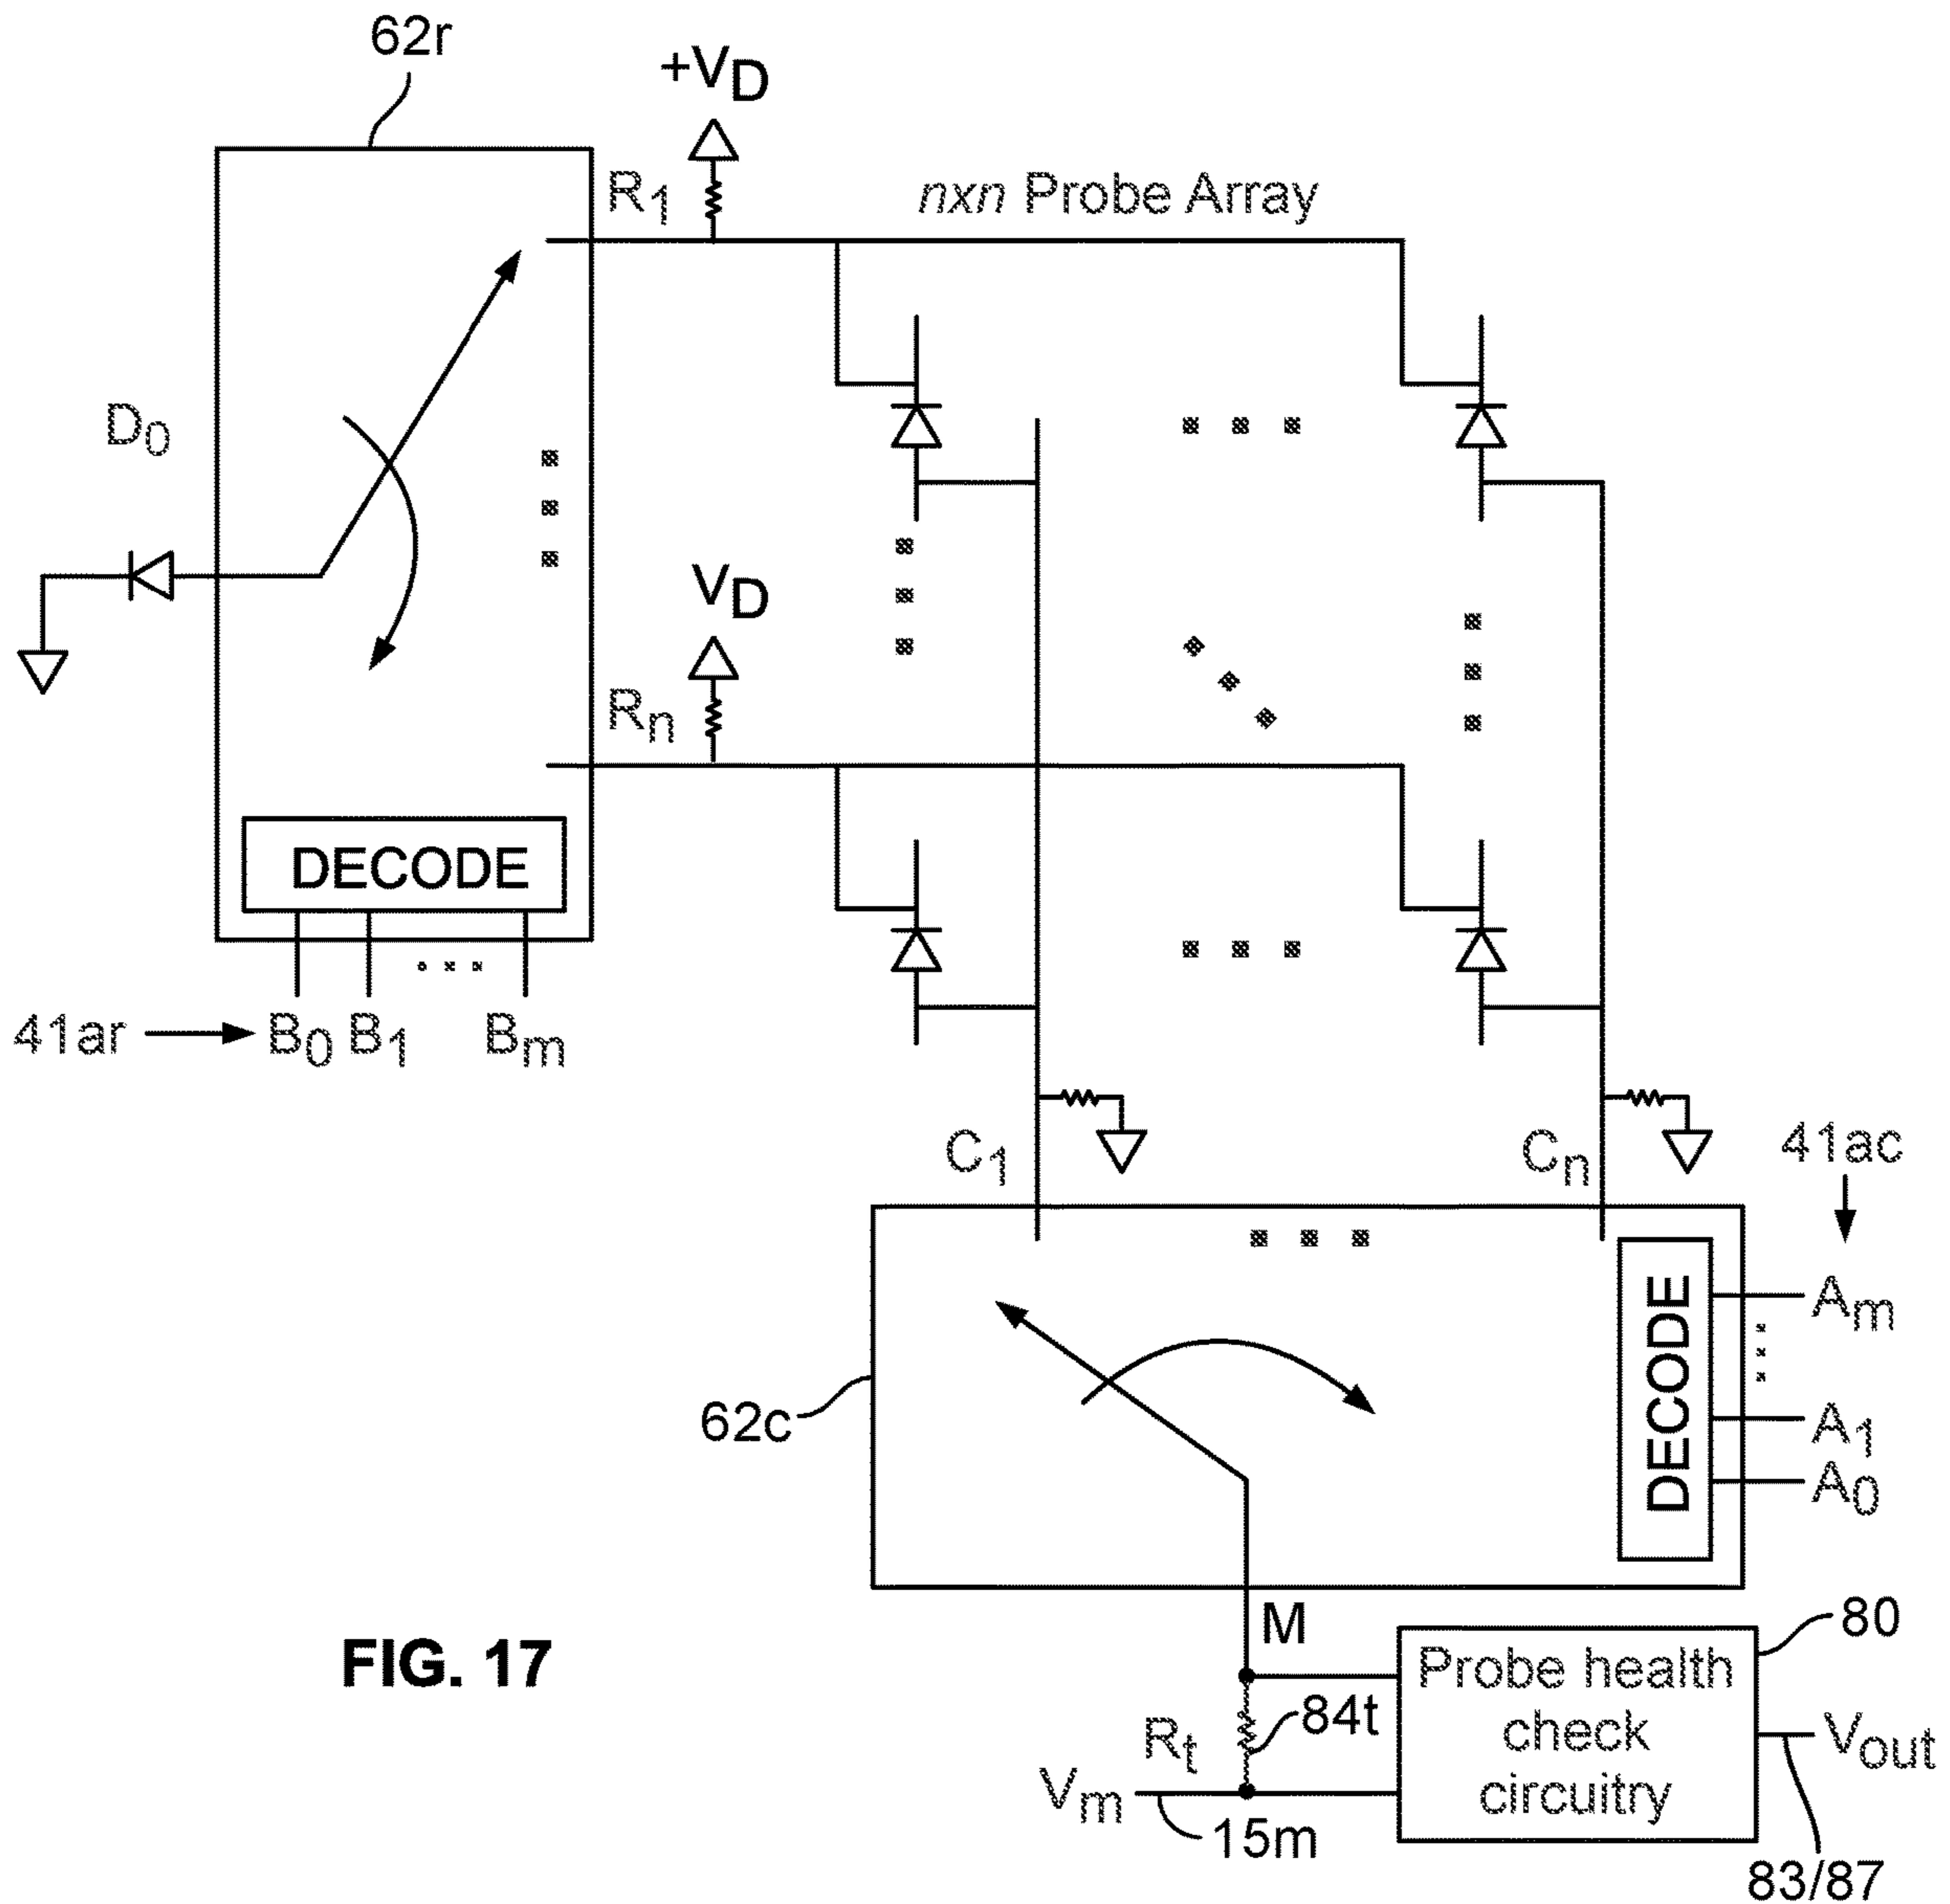 62r
+VD
R1
nxn Probe Array
D0
VD
Rn
DECODE
41ar
B0 B1 ... Bm
C1
Cn
41ac
DECODE
Am
A1
A0
62c
M
80
Probe health
check
circuitry
84t
Rt
Vm
15m
Vout
83/87
FIG. 17